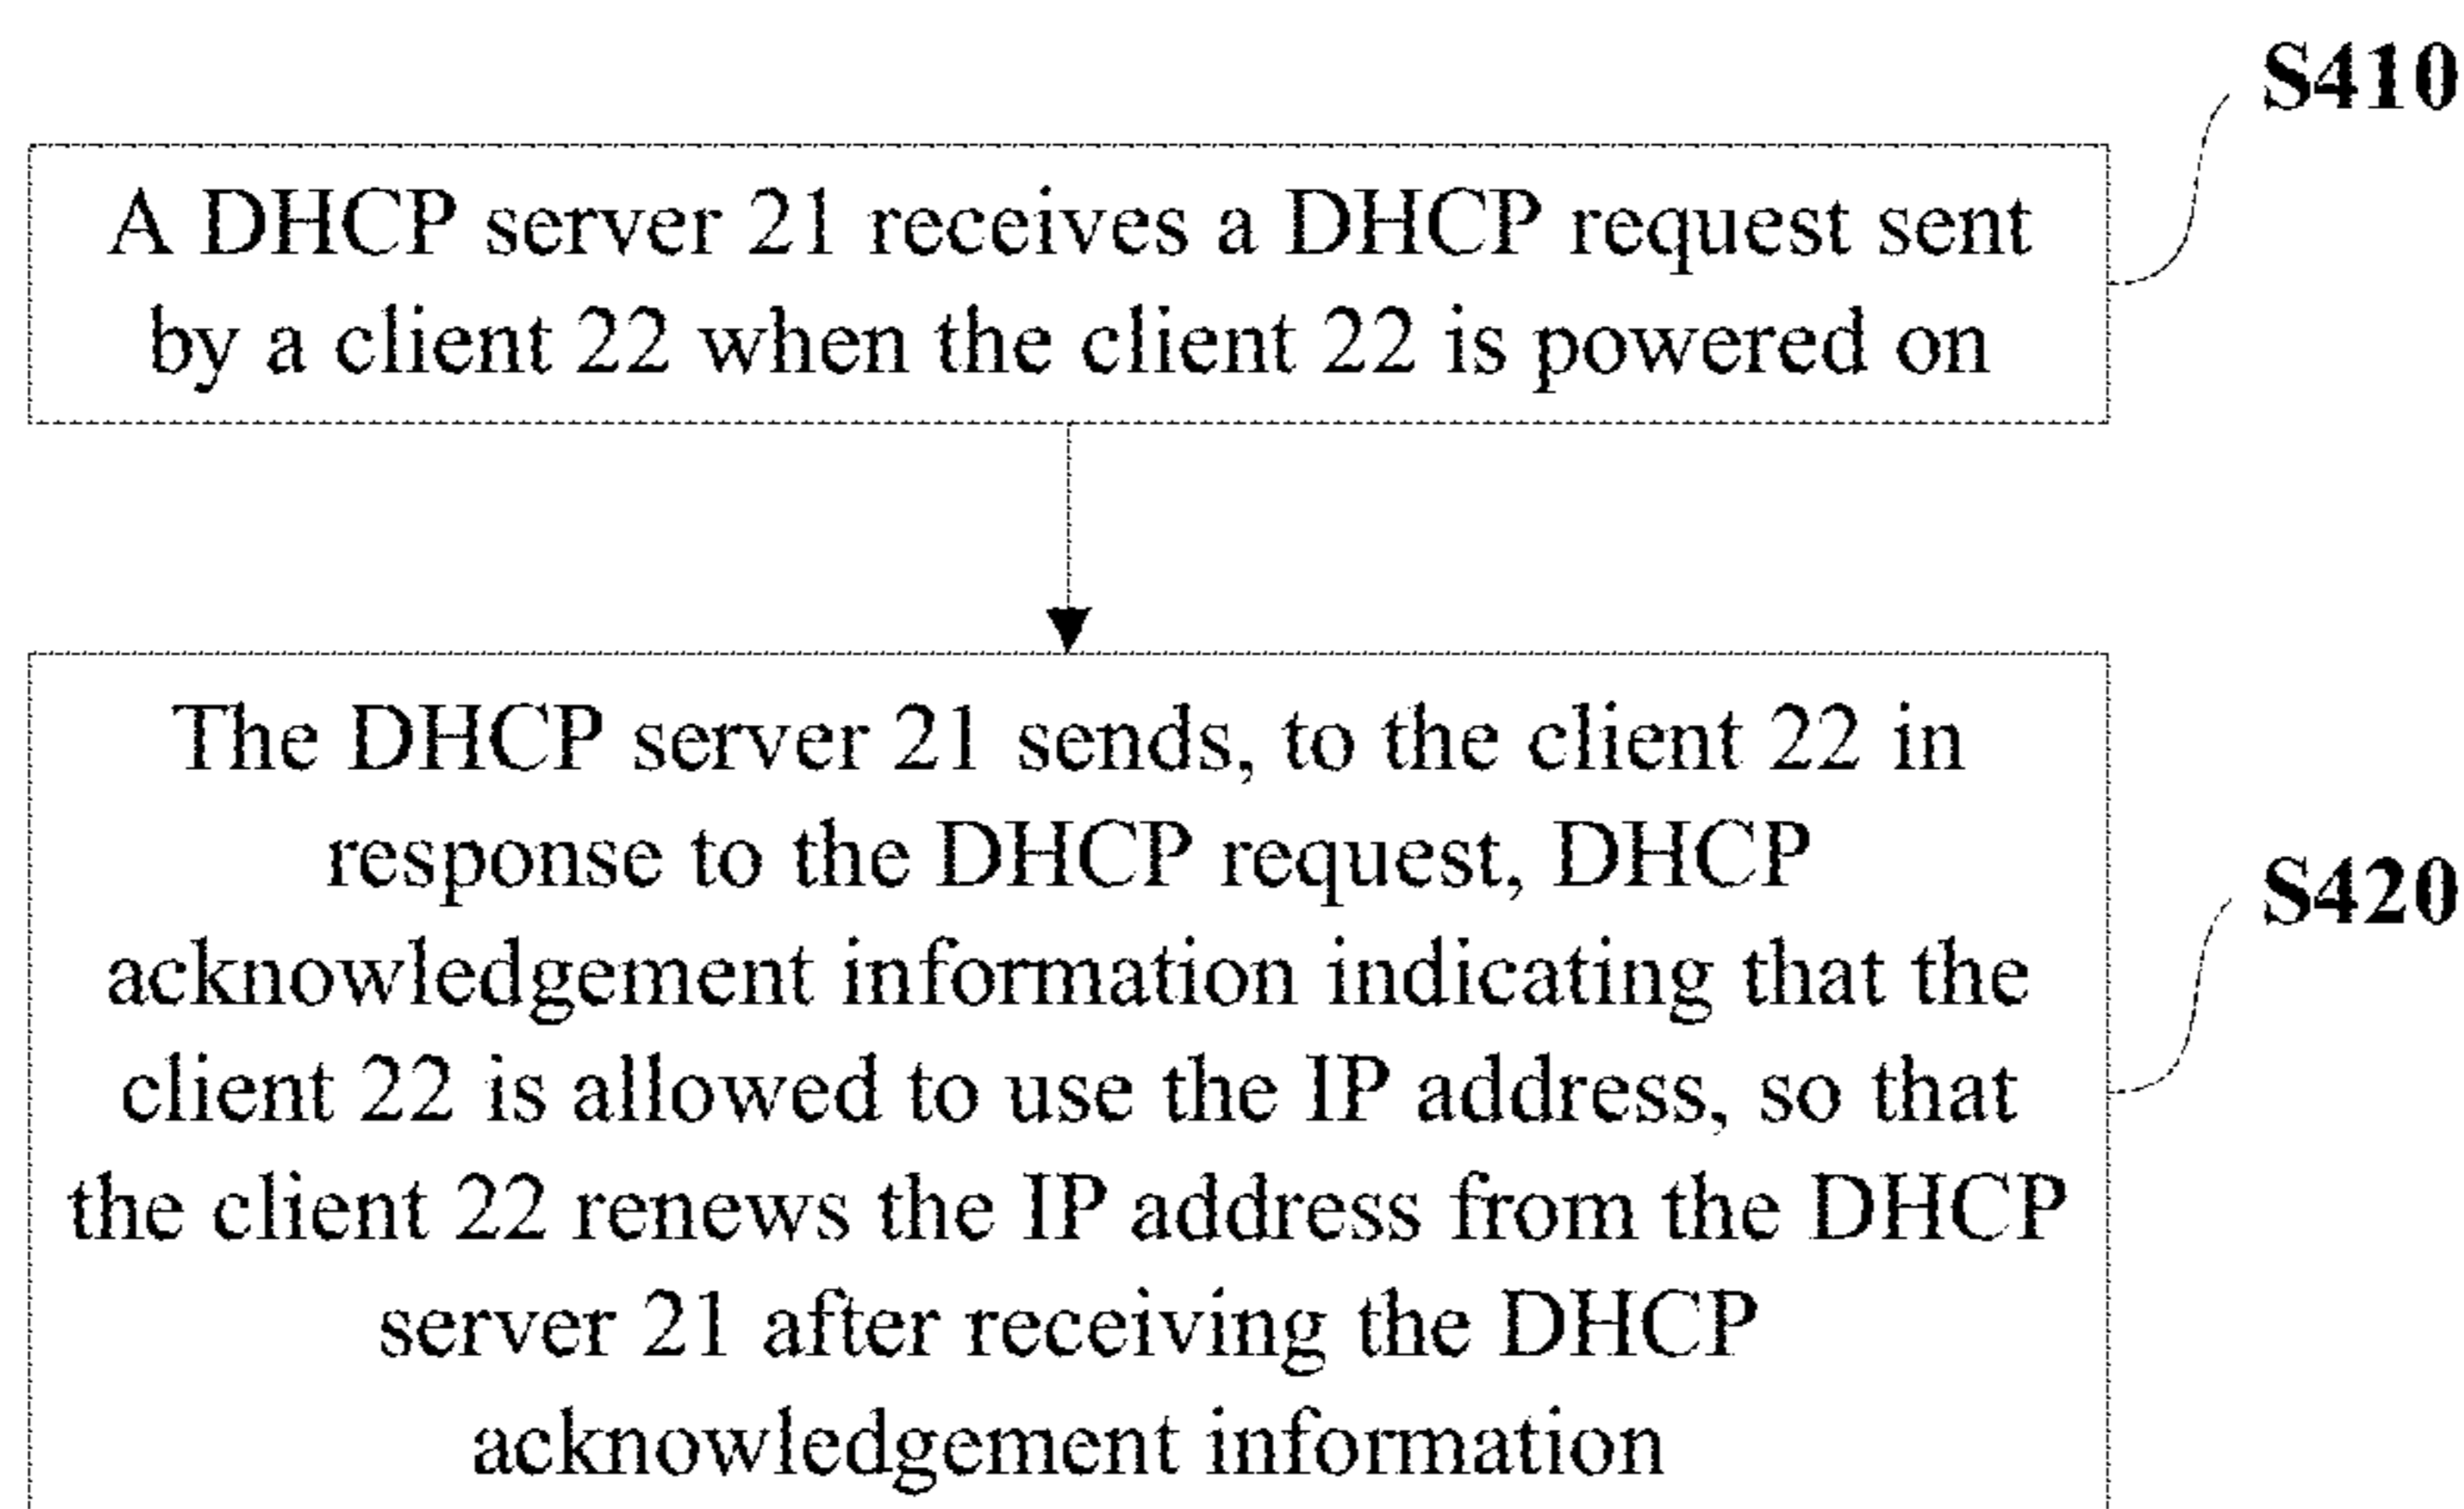 S410
A DHCP server 21 receives a DHCP request sent
by a client 22 when the client 22 is powered on
The DHCP server 21 sends, to the client 22 in
response to the DHCP request, DHCP
acknowledgement information indicating that the
client 22 is allowed to use the IP address, so that
the client 22 renews the IP address from the DHCP
server 21 after receiving the DHCP
acknowledgement information
S420